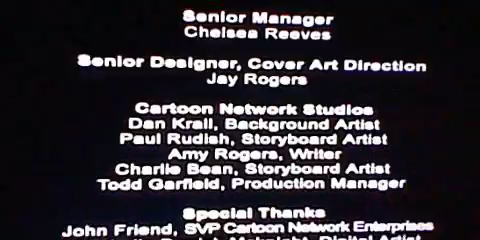 Senior Manager
Chelsea Reeves
Senior Designer, Cover Art Direction
Jay Rogers
Cartoon Network Studios
Dan Krall, Background Artist
Paul Rudish, Storyboard Artist
Amy Rogers, Writer
Charlie Bean, Storyboard Artist
Todd Garfield, Production Manager
Special Thanks
John Friend, SVP Cartoon Network Enterprises
Digital Artist